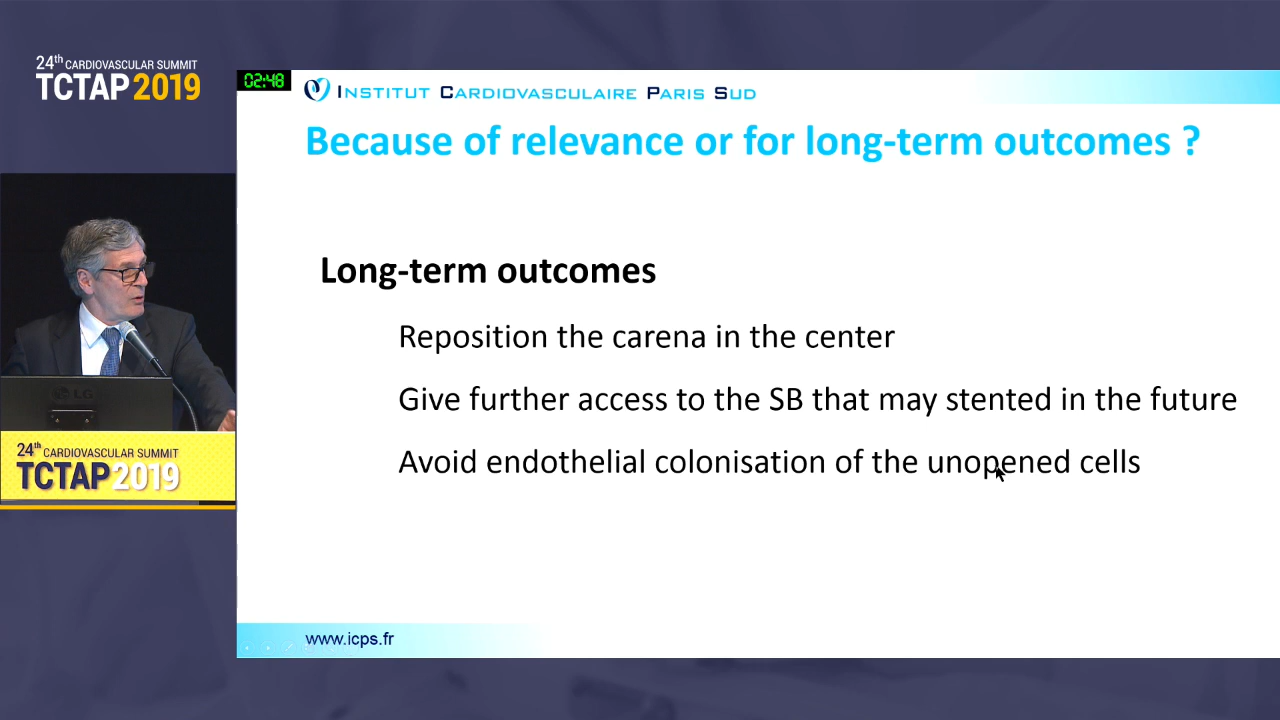 24th CARDIOVASCULAR SUMMIT
TCTAP 2019
02:48
INSTITUT CARDIOVASCULAIRE PARIS SUD
Because of relevance or for long-term outcomes ?
Long-term outcomes
Reposition the carena in the center
Give further access to the SB that may stented in the future
Avoid endothelial colonisation of the unopened cells
LG
24th CARDIOVASCULAR SUMMIT
TCTAP 2019
www.icps.fr